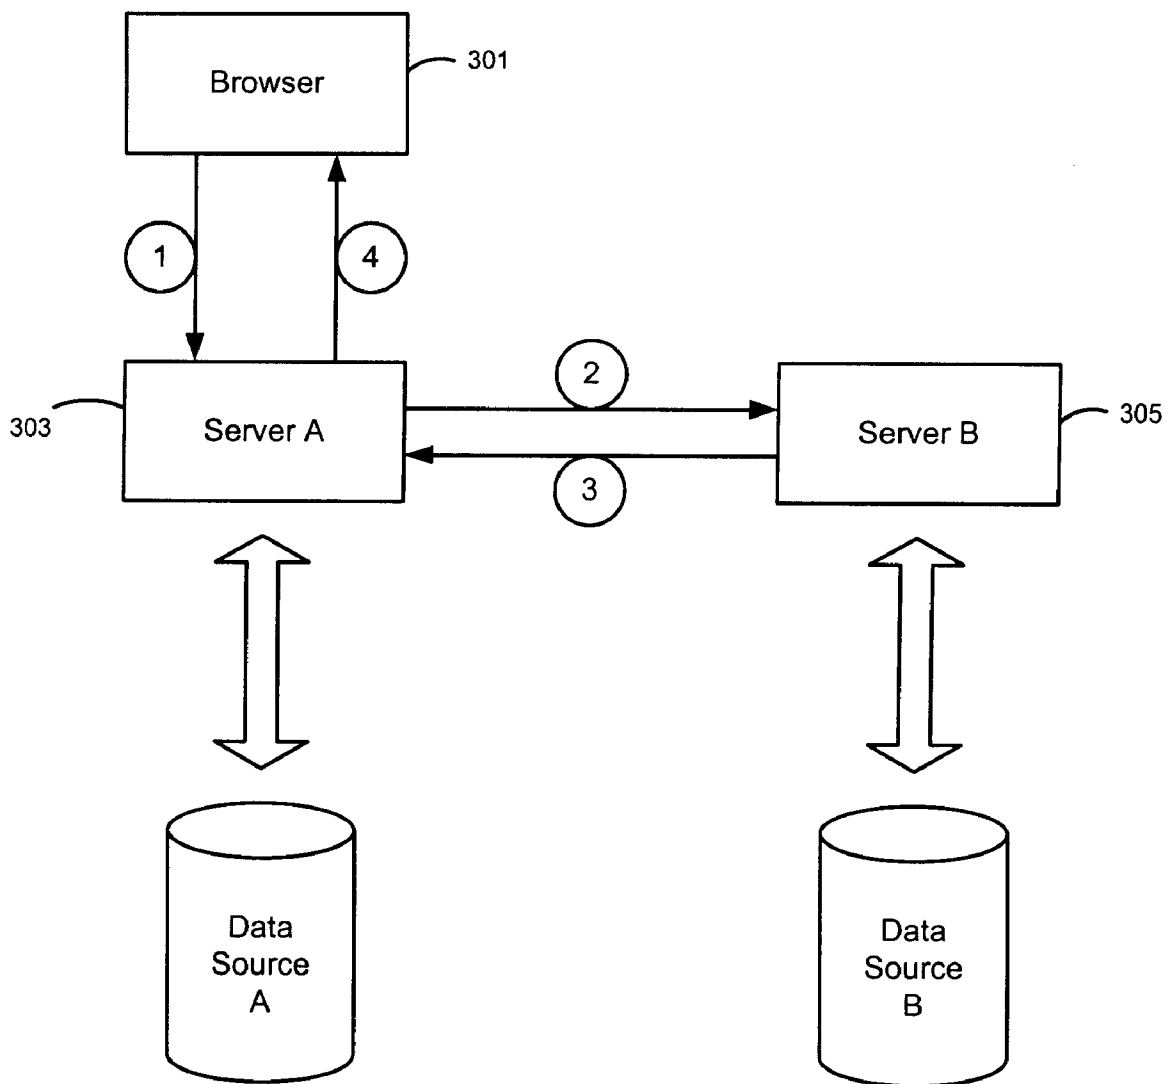 Browser
301
1
4
2
303
Server A
Server B
305
3
Data
Source
A
Data
Source
B